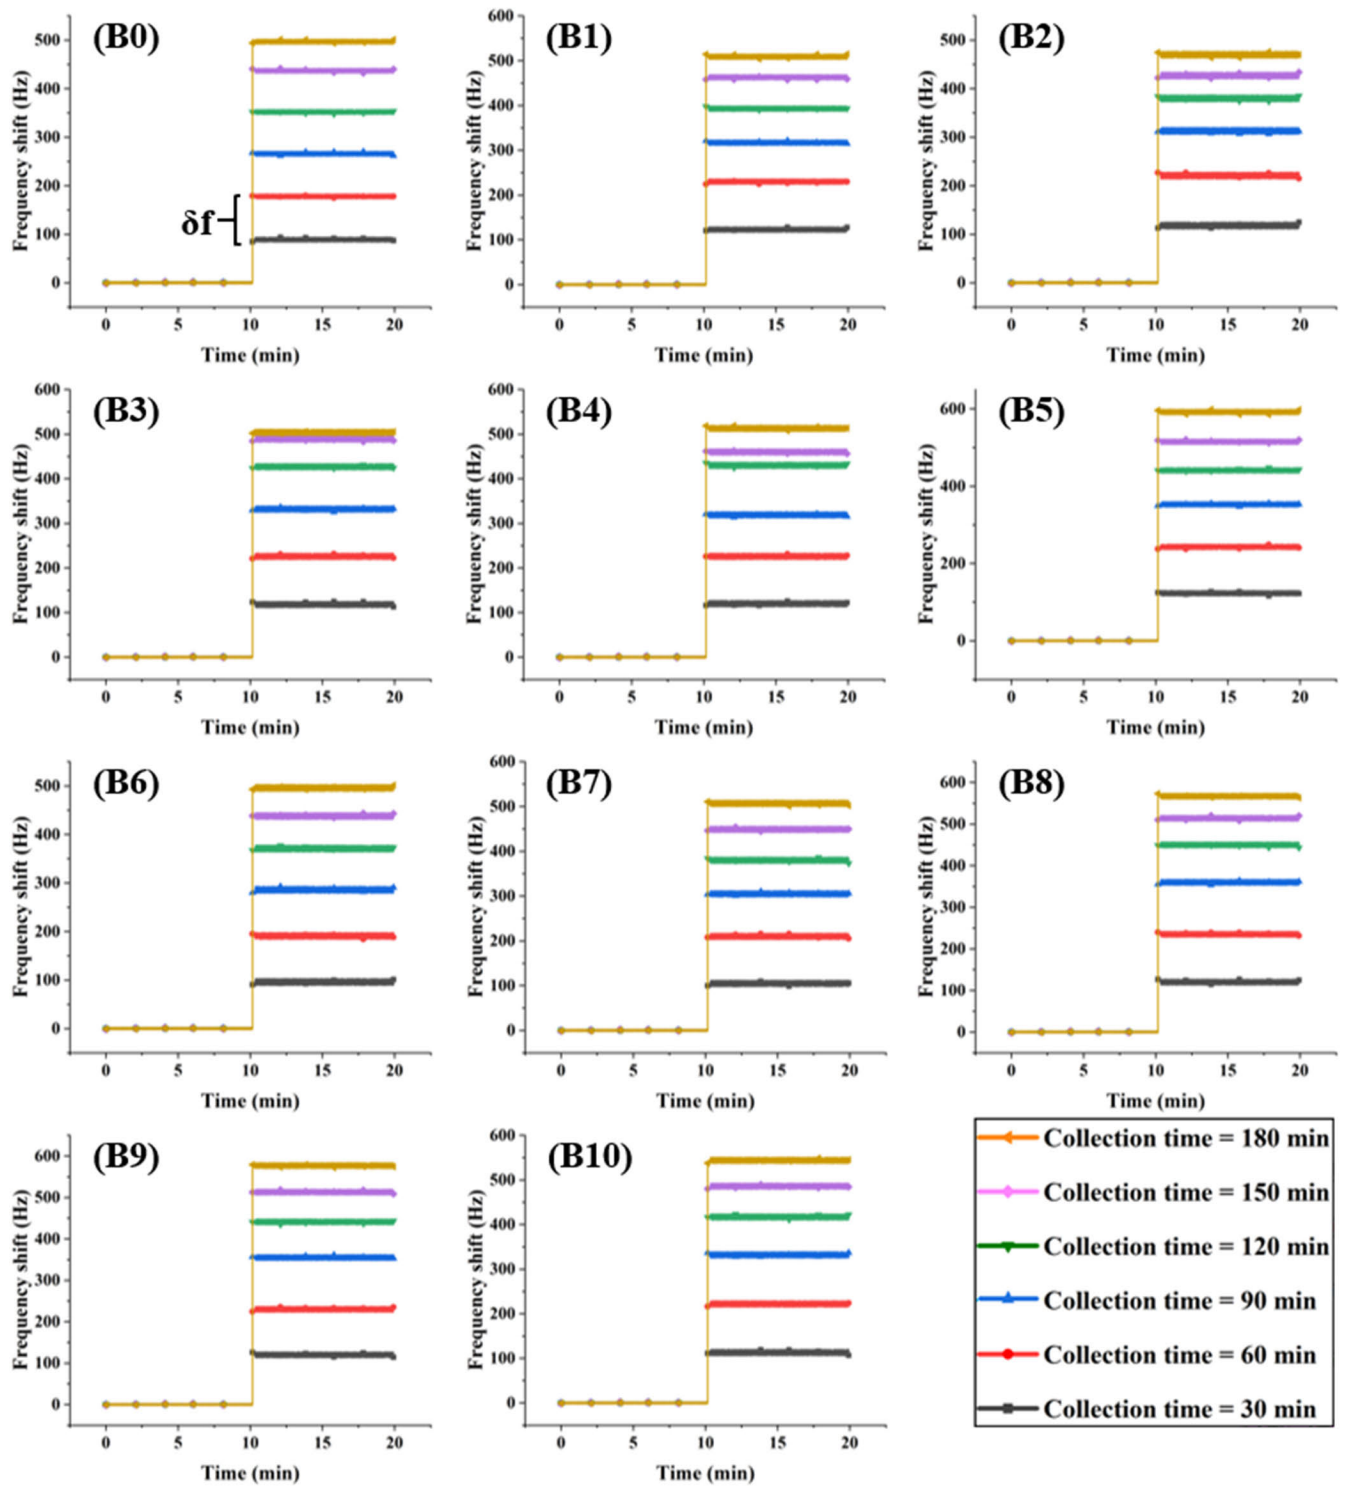 (B0)
Frequency shift (Hz)
500
400
300
200
100
0
δf
0 5 10 15 20
Time (min)
(B1)
Frequency shift (Hz)
600
500
400
300
200
100
0
0 5 10 15 20
Time (min)
(B2)
Frequency shift (Hz)
500
400
300
200
100
0
0 5 10 15 20
Time (min)
(B3)
Frequency shift (Hz)
600
500
400
300
200
100
0
0 5 10 15 20
Time (min)
(B4)
Frequency shift (Hz)
600
500
400
300
200
100
0
0 5 10 15 20
Time (min)
(B5)
Frequency shift (Hz)
600
400
200
0
0 5 10 15 20
Time (min)
(B6)
Frequency shift (Hz)
500
400
300
200
100
0
0 5 10 15 20
Time (min)
(B7)
Frequency shift (Hz)
600
500
400
300
200
100
0
0 5 10 15 20
Time (min)
(B8)
Frequency shift (Hz)
600
500
400
300
200
100
0
0 5 10 15 20
Time (min)
(B9)
Frequency shift (Hz)
600
500
400
300
200
100
0
0 5 10 15 20
Time (min)
(B10)
Frequency shift (Hz)
600
500
400
300
200
100
0
0 5 10 15 20
Time (min)
Collection time = 180 min
Collection time = 150 min
Collection time = 120 min
Collection time = 90 min
Collection time = 60 min
Collection time = 30 min